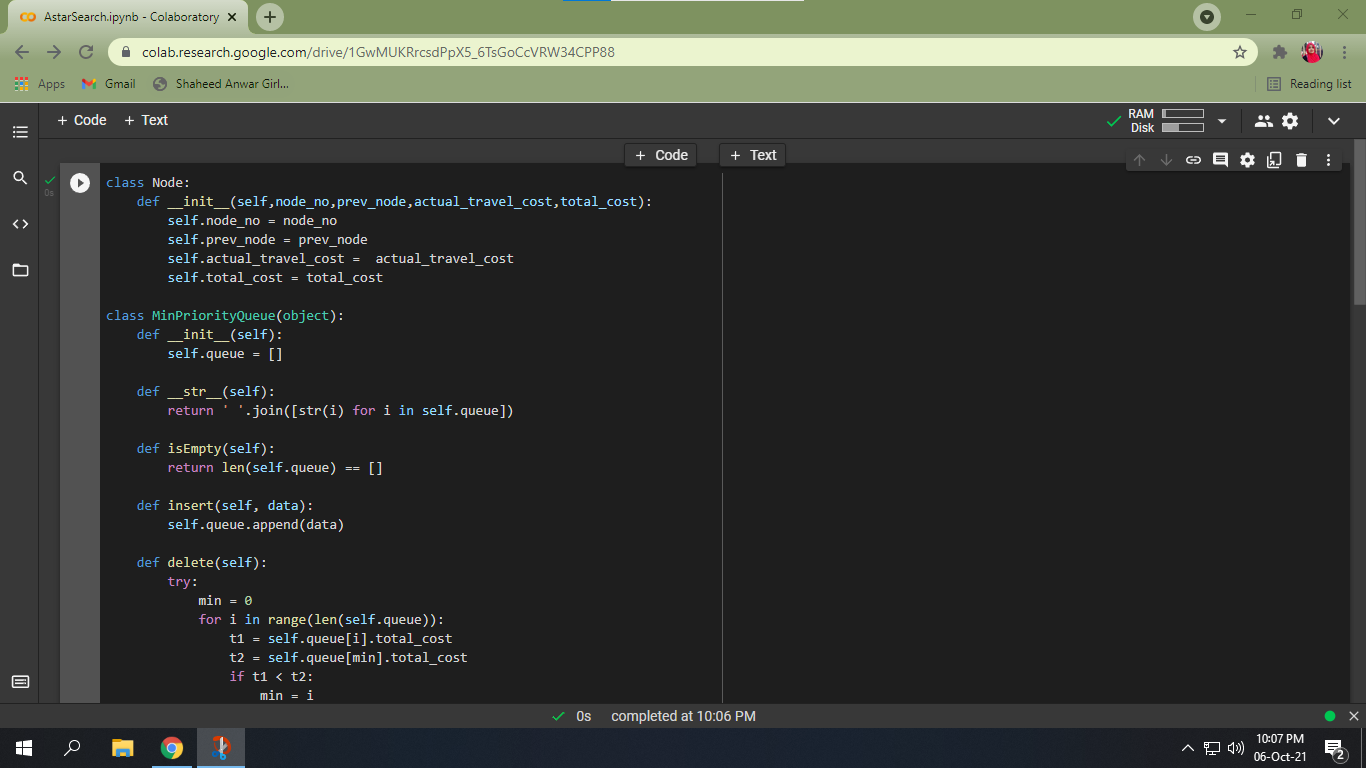 AstarSearch.ipynb - Colaboratory
colab.research.google.com/drive/1GwMUKRrcsdPpX5_6TsGoCcVRW34CPP88
Apps Gmail Shaheed Anwar Girl...
Reading list
+ Code + Text
RAM
Disk
+ Code + Text
0s
class Node:
    def __init__(self,node_no,prev_node,actual_travel_cost,total_cost):
        self.node_no = node_no
        self.prev_node = prev_node
        self.actual_travel_cost =  actual_travel_cost
        self.total_cost = total_cost
class MinPriorityQueue(object):
    def __init__(self):
        self.queue = []
    def __str__(self):
        return ' '.join([str(i) for i in self.queue])
    def isEmpty(self):
        return len(self.queue) == []
    def insert(self, data):
        self.queue.append(data)
    def delete(self):
        try:
            min = 0
            for i in range(len(self.queue)):
                t1 = self.queue[i].total_cost
                t2 = self.queue[min].total_cost
                if t1 < t2:
                    min = i
0s completed at 10:06 PM
10:07 PM
06-Oct-21
2